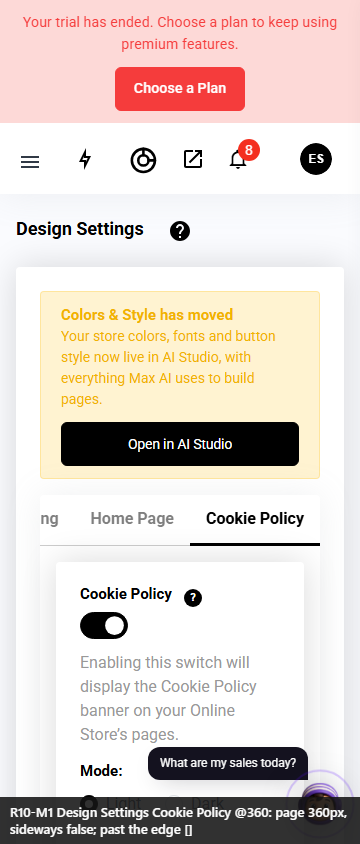 Your trial has ended. Choose a plan to keep using
premium features.
Choose a Plan
8
ES
Design Settings
?
Colors & Style has moved
Your store colors, fonts and button
style now live in AI Studio, with
everything Max AI uses to build
pages.
Open in AI Studio
ng
Home Page
Cookie Policy
Cookie Policy
?
Enabling this switch will
display the Cookie Policy
banner on your Online
Store's pages.
What are my sales today?
Mode:
Light
Dark
R10-M1 Design Settings Cookie Policy @360: page 360px,
sideways false; past the edge []